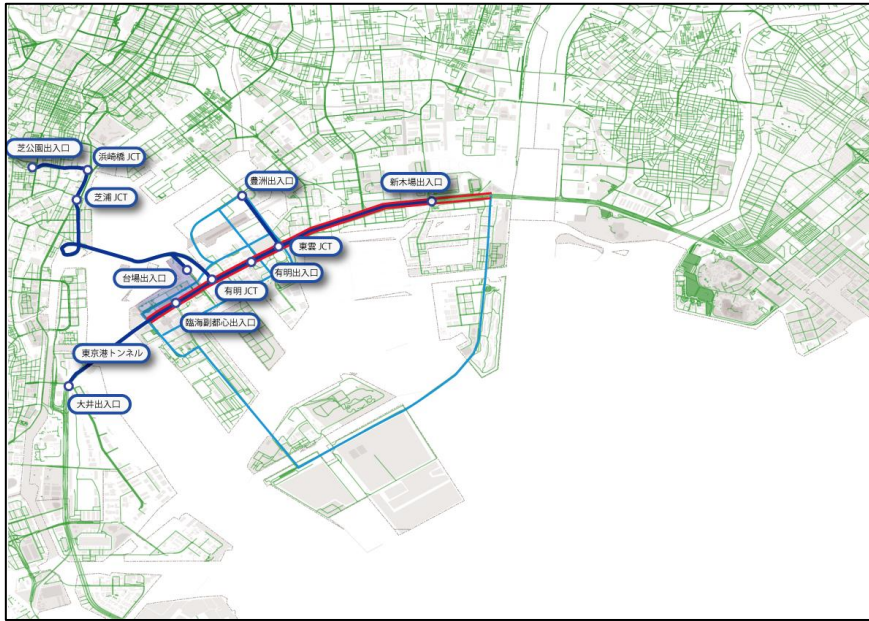 芝公園出入口
浜崎橋 JCT
芝浦 JCT
豊洲出入口
新木場出入口
東雲 JCT
有明出入口
台場出入口
有明 JCT
臨海副都心出入口
東京港トンネル
大井出入口